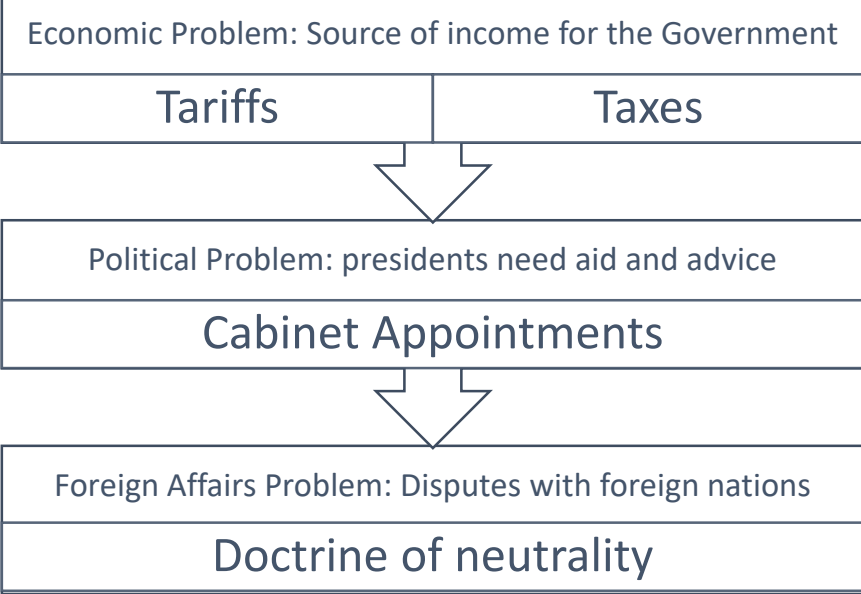 Economic Problem: Source of income for the Government
Tariffs
Taxes
Political Problem: presidents need aid and advice
Cabinet Appointments
Foreign Affairs Problem: Disputes with foreign nations
Doctrine of neutrality